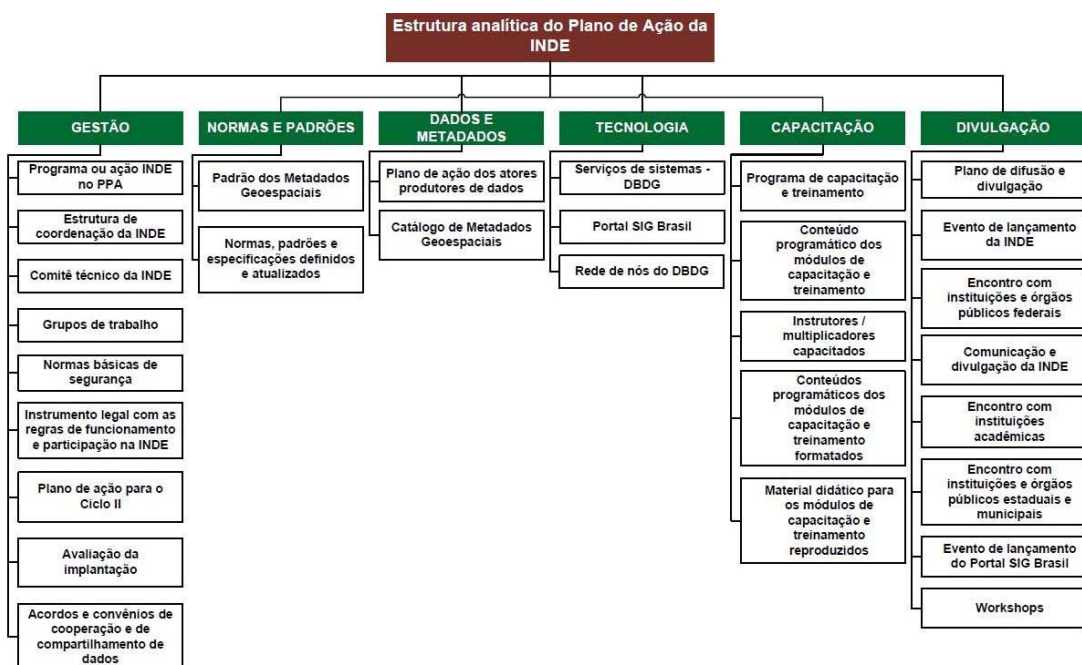 Estrutura analítica do Plano de Ação da
INDE
GESTÃO
Programa ou ação INDE
no PPA
Estrutura de
coordenação da INDE
Comitê técnico da INDE
Grupos de trabalho
Normas básicas de
segurança
Instrumento legal com as
regras de funcionamento
e participação na INDE
Plano de ação para o
Ciclo II
Avaliação da
implantação
Acordos e convênios de
cooperação e de
compartilhamento de
dados
NORMAS E PADRÕES
Padrão dos Metadados
Geoespaciais
Normas, padrões e
especificações definidos
e atualizados
DADOS E
METADADOS
Plano de ação dos atores
produtores de dados
Catálogo de Metadados
Geoespaciais
TECNOLOGIA
Serviços de sistemas -
DBDG
Portal SIG Brasil
Rede de nós do DBDG
CAPACITAÇÃO
Programa de capacitação
e treinamento
Conteúdo
programático dos
módulos de
capacitação e
treinamento
Instrutores /
multiplicadores
capacitados
Conteúdos
programáticos dos
módulos de
capacitação e
treinamento
formatados
Material didático para
os módulos de
capacitação e
treinamento
reproduzidos
DIVULGAÇÃO
Plano de difusão e
divulgação
Evento de lançamento
da INDE
Encontro com
instituições e órgãos
públicos federais
Comunicação e
divulgação da INDE
Encontro com
instituições
acadêmicas
Encontro com
instituições e órgãos
públicos estaduais e
municipais
Evento de lançamento
do Portal SIG Brasil
Workshops